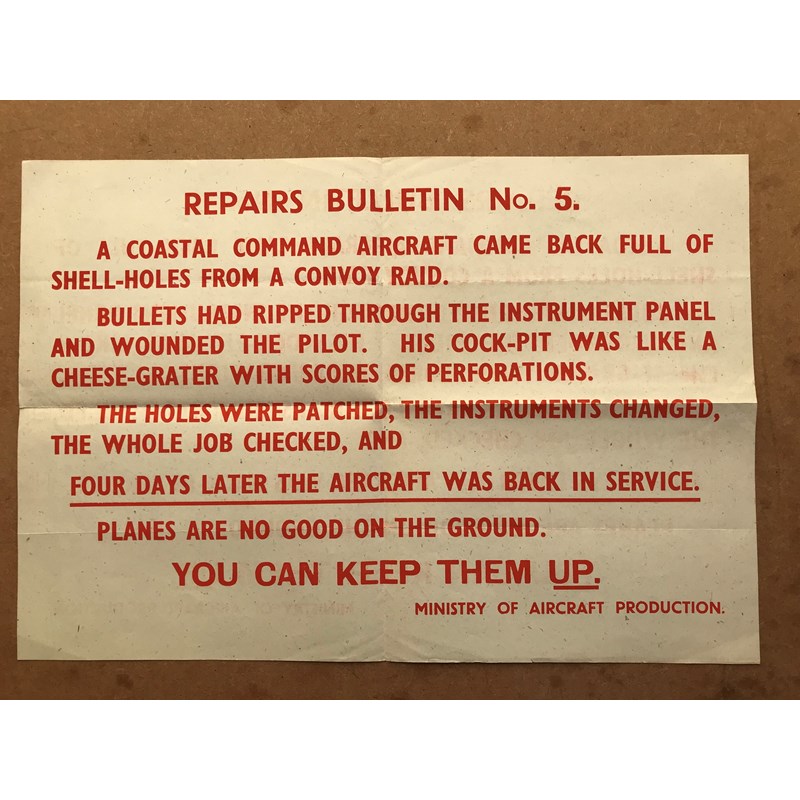 REPAIRS BULLETIN No. 5.
A COASTAL COMMAND AIRCRAFT CAME BACK FULL OF
SHELL-HOLES FROM A CONVOY RAID.
BULLETS HAD RIPPED THROUGH THE INSTRUMENT PANEL
AND WOUNDED THE PILOT. HIS COCK-PIT WAS LIKE A
CHEESE-GRATER WITH SCORES OF PERFORATIONS.
THE HOLES WERE PATCHED, THE INSTRUMENTS CHANGED,
THE WHOLE JOB CHECKED, AND
FOUR DAYS LATER THE AIRCRAFT WAS BACK IN SERVICE.
PLANES ARE NO GOOD ON THE GROUND.
YOU CAN KEEP THEM UP.
MINISTRY OF AIRCRAFT PRODUCTION.